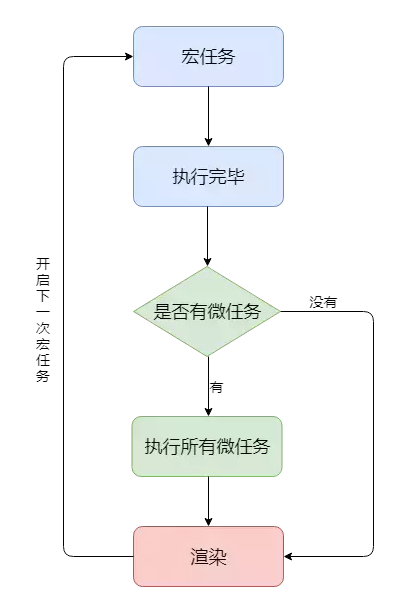 宏任务
执行完毕
开启下一次宏任务
是否有微任务
没有
有
执行所有微任务
渲染